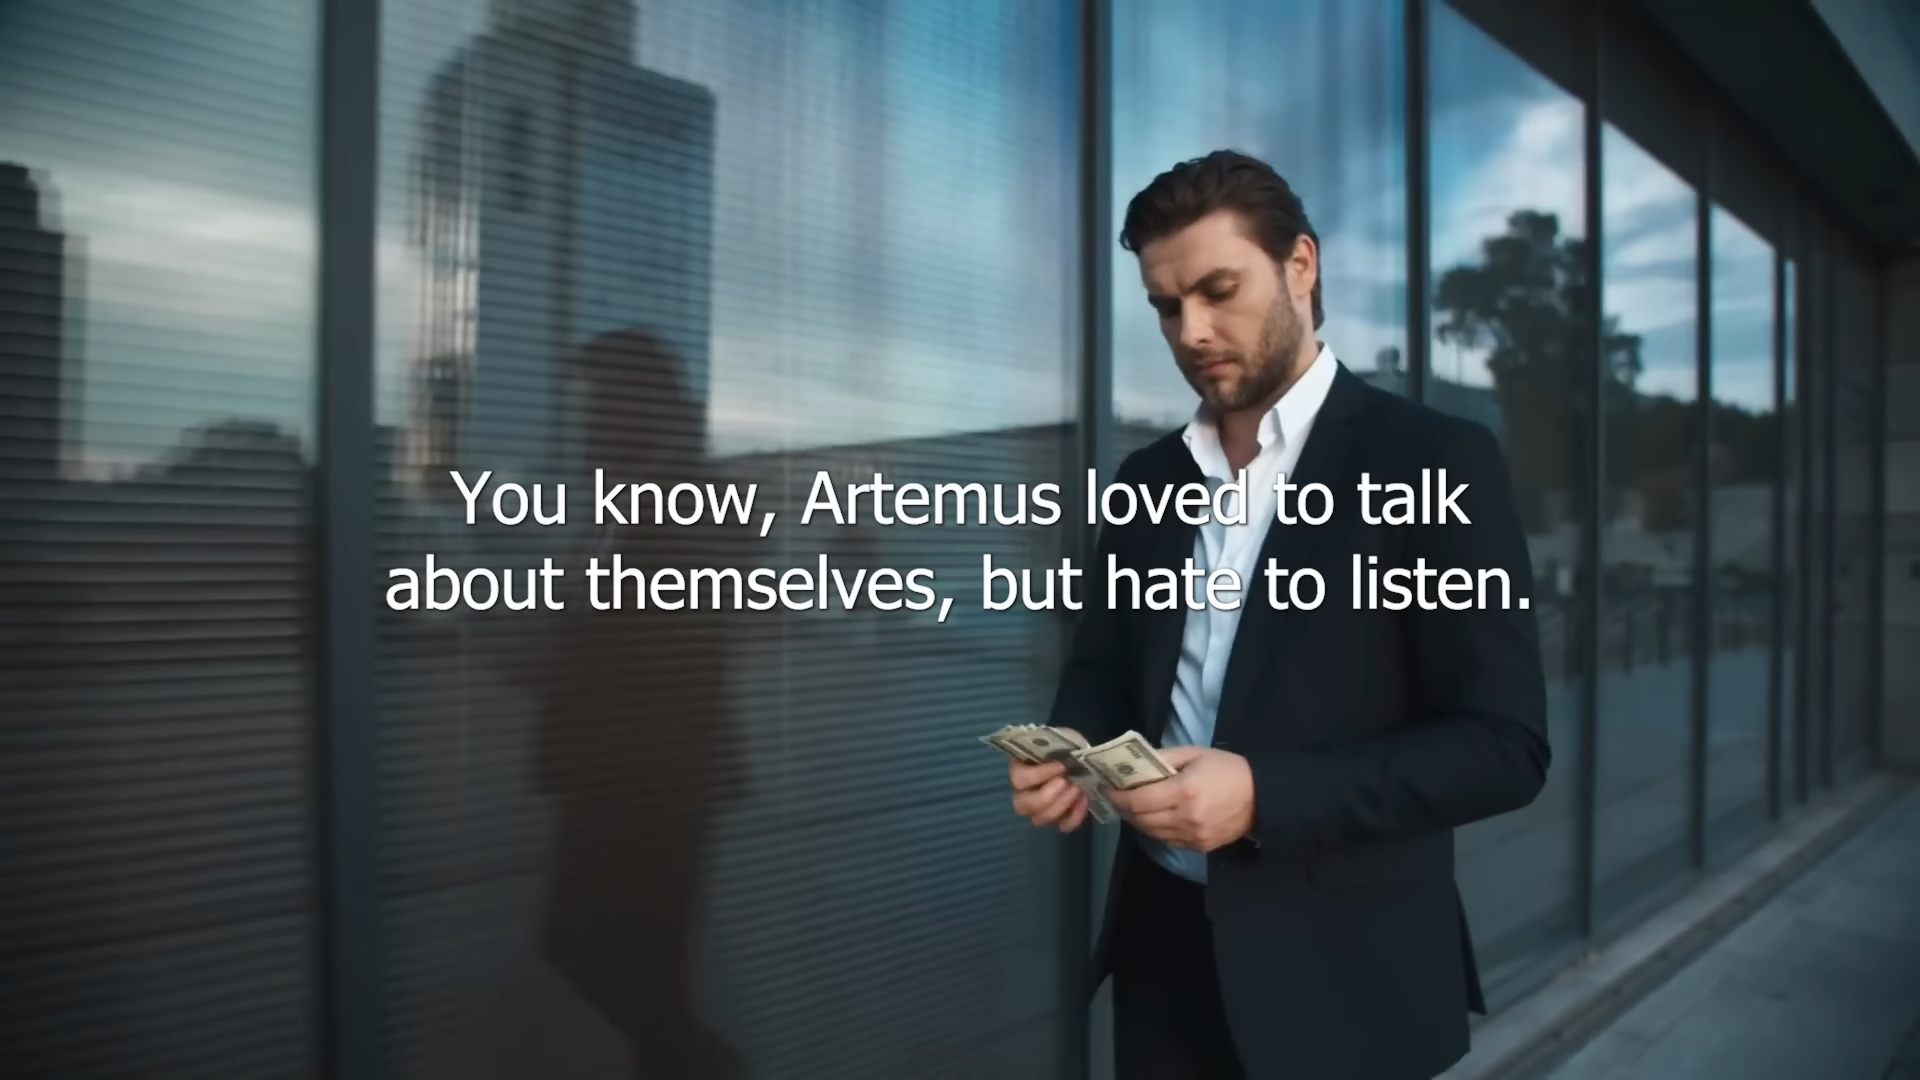 You know, Artemus loved to talk
about themselves, but hate to listen.